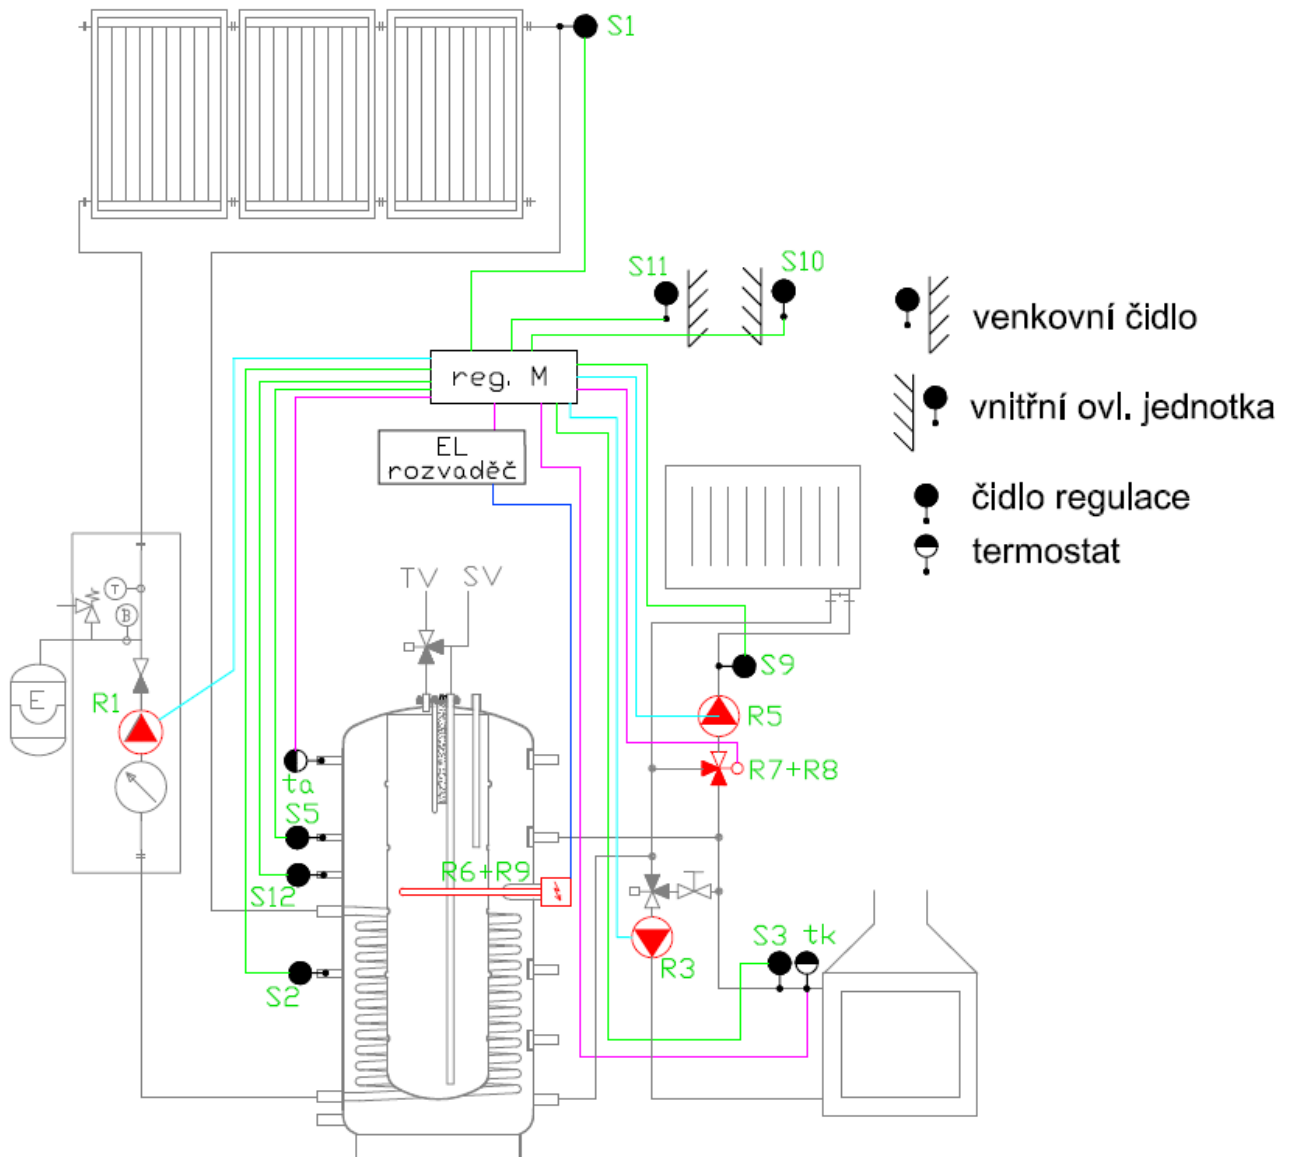 S1
S11
S10
venkovní čidlo
reg. M
vnitřní ovl. jednotka
EL
rozvaděč
čidlo regulace
termostat
TV
SV
T
B
E
R1
S9
R5
R7+R8
ta
S5
R6+R9
S12
S3
tk
R3
S2